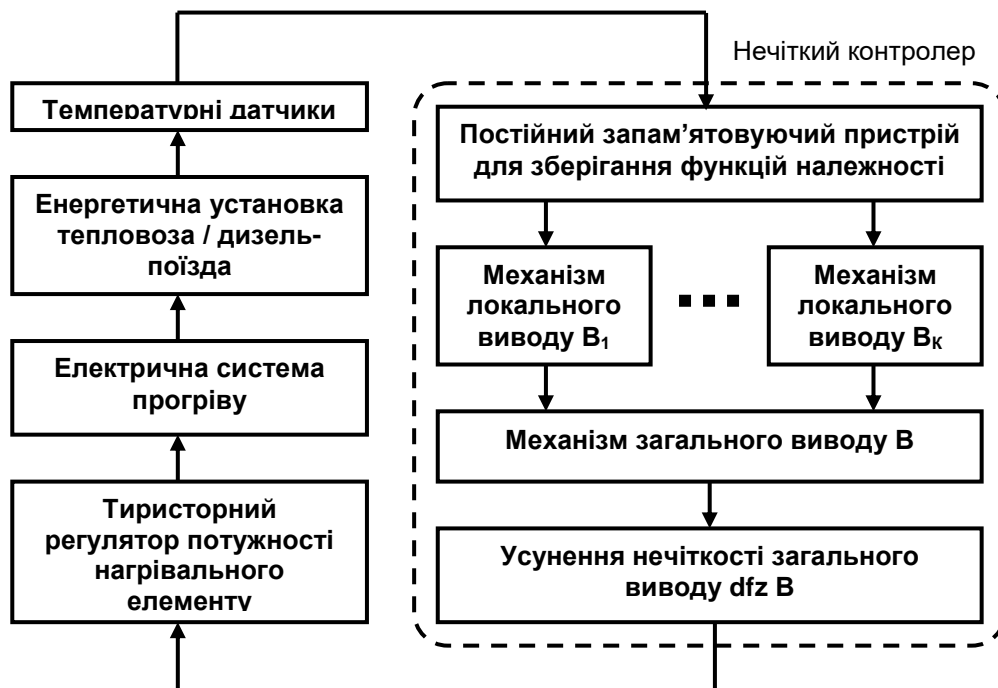 Нечіткий контролер
Температурні датчики
Енергетична установка
тепловоза / дизель-
поїзда
Електрична система
прогріву
Тиристорний
регулятор потужності
нагрівального
елементу
Постійний запам’ятовуючий пристрій
для зберігання функцій належності
Механізм
локального
виводу В₁
Механізм
локального
виводу Вₖ
Механізм загального виводу В
Усунення нечіткості загального
виводу dfz В